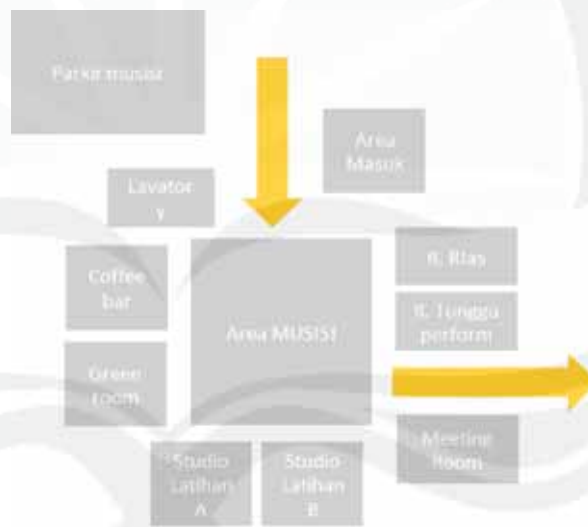 Parkir musisi
Area
Masuk
Lavator
y
Coffee
bar
R. Rias
R. Tunggu
perform
Area MUSISI
Green
room
Meeting
Room
Studio
Latihan
A
Studio
Latihan
B